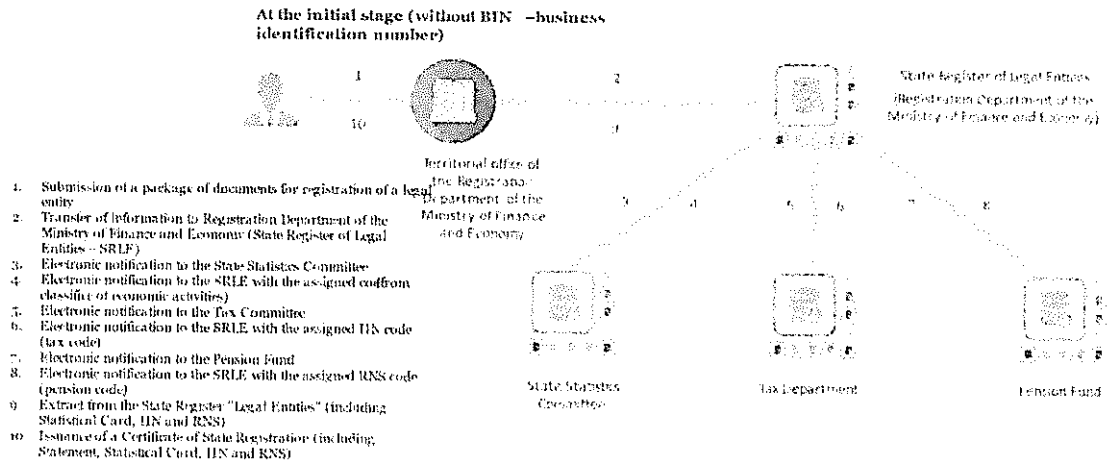 At the initial stage (without BIN –business
identification number)
1
10
2
9
State Register of Legal Entities
(Registration Department of the
Ministry of Finance and Economy)
Territorial office of
the Registration
Department of the
Ministry of Finance
and Economy
3
4
5
6
7
8
1. Submission of a package of documents for registration of a legal
entity
2. Transfer of Information to Registration Department of the
Ministry of Finance and Economy (State Register of Legal
Entities – SRLE)
3. Electronic notification to the State Statistics Committee
4. Electronic notification to the SRLE with the assigned
of economic activities)
5. Electronic notification to the Tax Committee
6. Electronic notification to the SRLE with the assigned code
(tax code)
7. Electronic notification to the Pension Fund
8. Electronic notification to the SRLE with the assigned RNS code
(pension code)
9 Extract from the State Register "Legal Entities" (including
Statistical Card, and RNS)
10 Issuance of a Certificate of State Registration (including
Statement, Statistical Card, and RNS)
State Statistics
Committee
Tax Department
Pension Fund